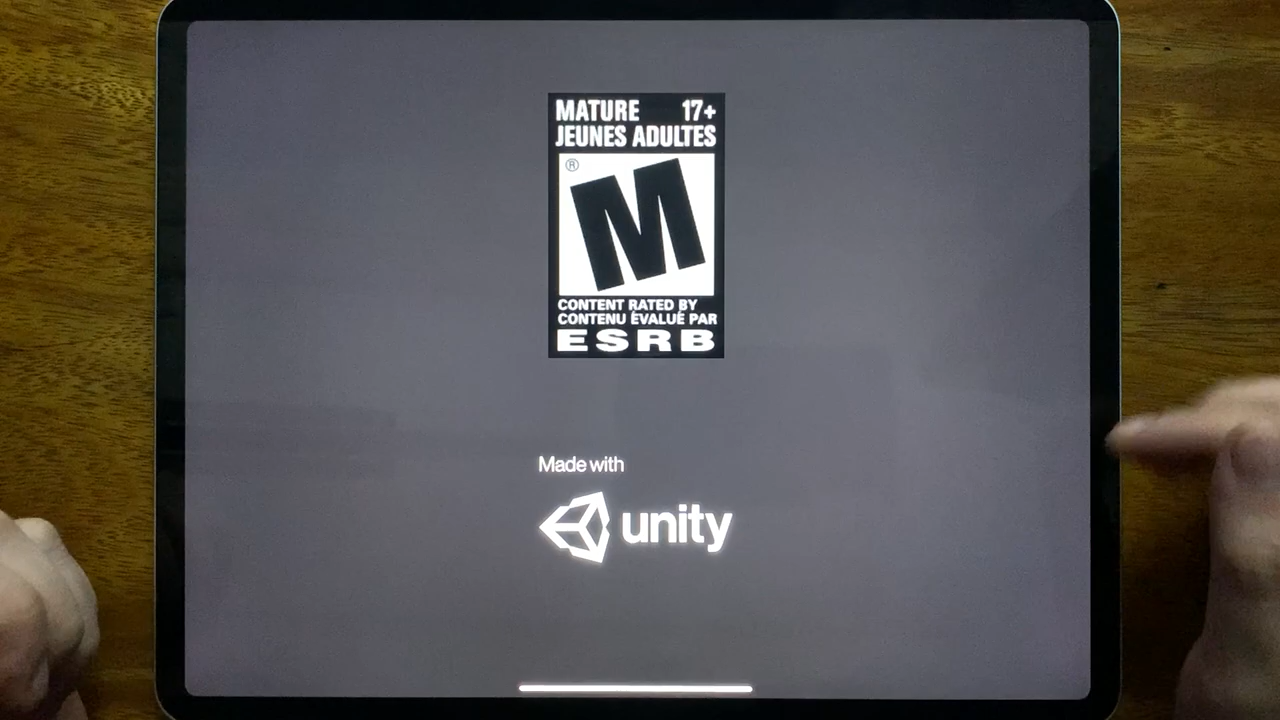 MATURE 17+
JEUNES ADULTES
®
M
CONTENT RATED BY
CONTENU ÉVALUÉ PAR
ESRB
Made with
unity